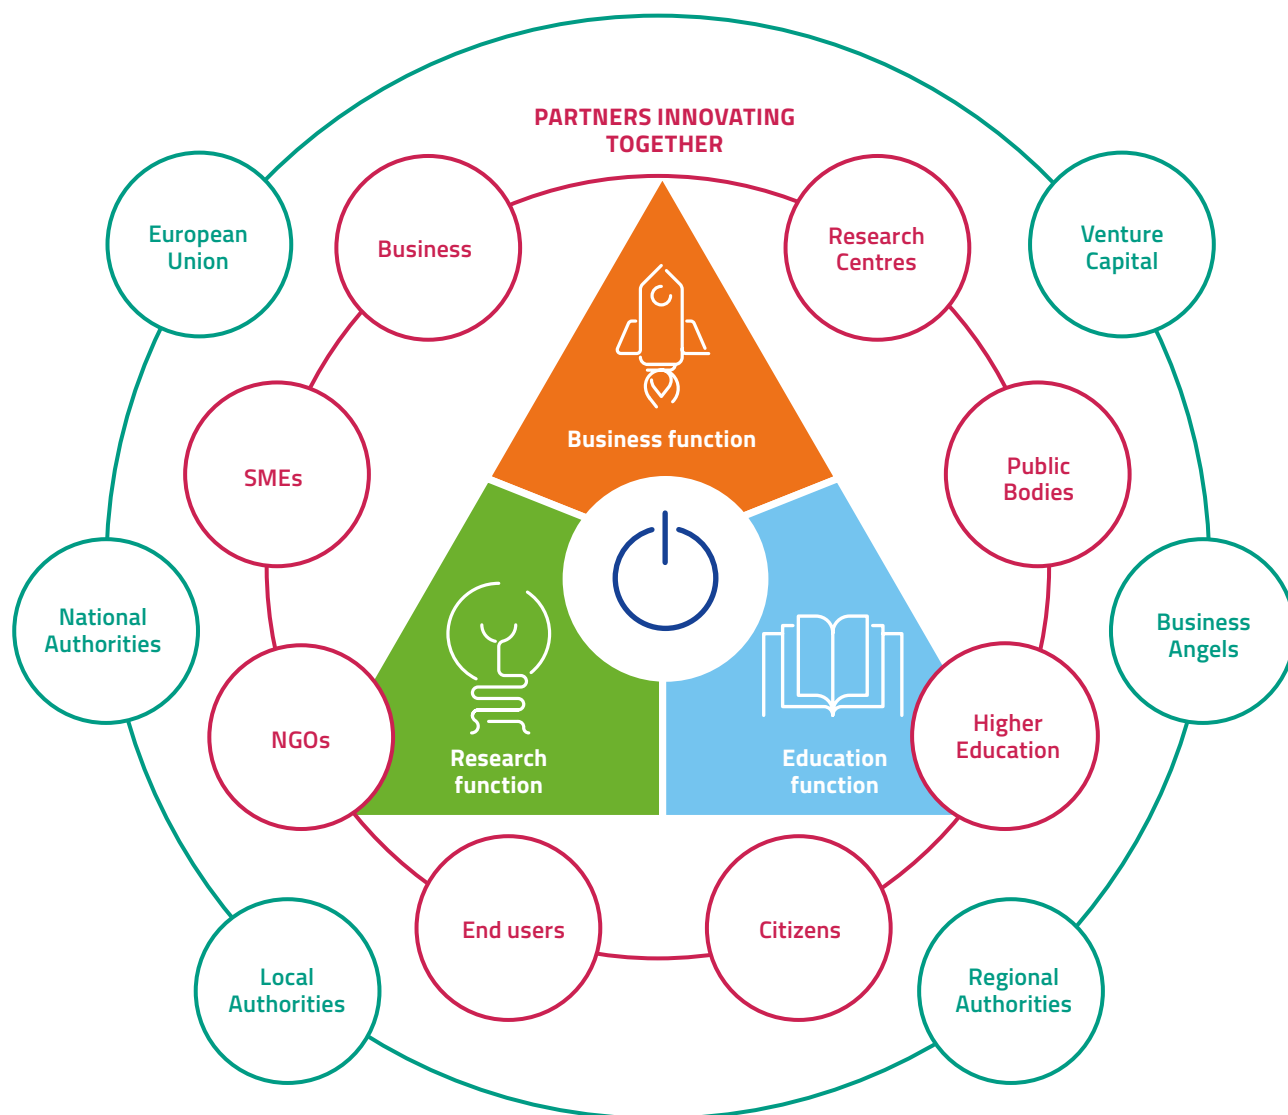 PARTNERS INNOVATING
TOGETHER
European
Union
Business
Research
Centres
Venture
Capital
Business function
SMEs
Public
Bodies
National
Authorities
Business
Angels
NGOs
Higher
Education
Research
function
Education
function
End users
Citizens
Local
Authorities
Regional
Authorities